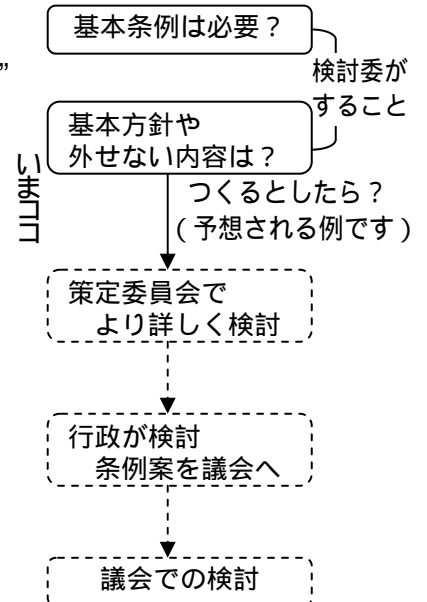 基本条例は必要？
”
検討委が
すること
基本方針や
外せない内容は？
いまココ
つくるとしたら？
（予想される例です）
策定委員会で
より詳しく検討
行政が検討
条例案を議会へ
議会での検討